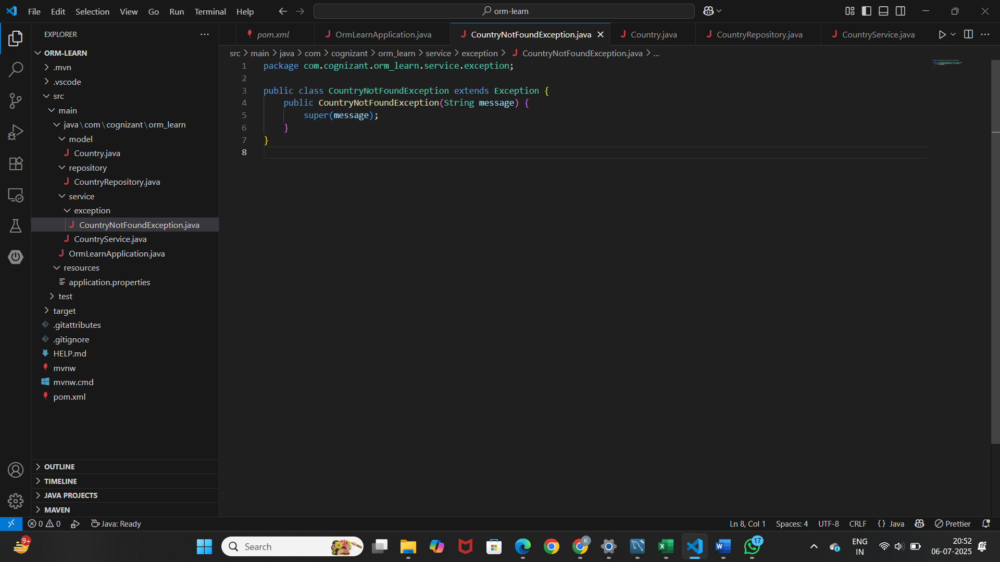 File Edit Selection View Go Run Terminal Help
orm-learn
EXPLORER
ORM-LEARN
.mvn
.vscode
src
main
java\com\cognizant\orm_learn
model
Country.java
repository
CountryRepository.java
service
exception
CountryNotFoundException.java
CountryService.java
OrmLearnApplication.java
resources
application.properties
test
target
.gitattributes
.gitignore
HELP.md
mvnw
mvnw.cmd
pom.xml
OUTLINE
TIMELINE
JAVA PROJECTS
MAVEN
pom.xml OrmLearnApplication.java CountryNotFoundException.java Country.java CountryRepository.java CountryService.java
src > main > java > com > cognizant > orm_learn > service > exception > CountryNotFoundException.java > ...
1 package com.cognizant.orm_learn.service.exception;
2
3 public class CountryNotFoundException extends Exception {
4 public CountryNotFoundException(String message) {
5 super(message);
6 }
7 }
8
0 0 Java: Ready
Ln 8, Col 1 Spaces: 4 UTF-8 CRLF {} Java Prettier
9+
Search
K
17
ENG
IN
20:52
06-07-2025